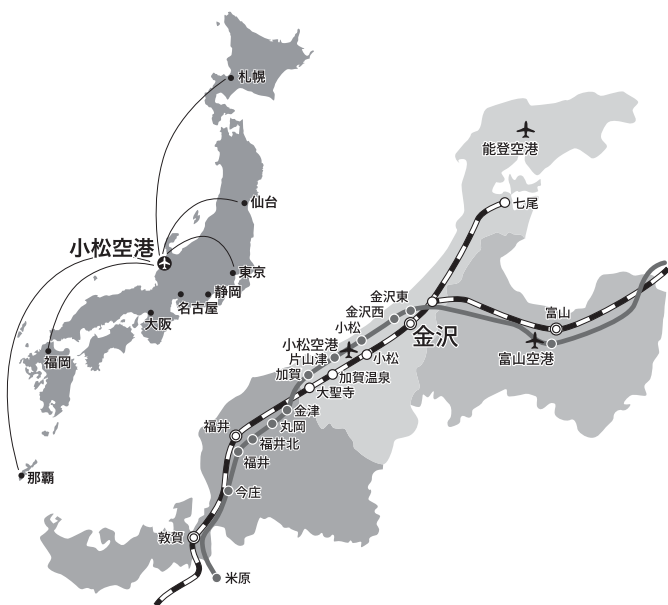 札幌
仙台
小松空港
東京
静岡
名古屋
大阪
福岡
那覇
能登空港
七尾
金沢東
金沢西
小松
金沢
富山
富山空港
小松空港
片山津
小松
加賀
加賀温泉
大聖寺
金津
丸岡
福井
福井北
福井
今庄
敦賀
米原